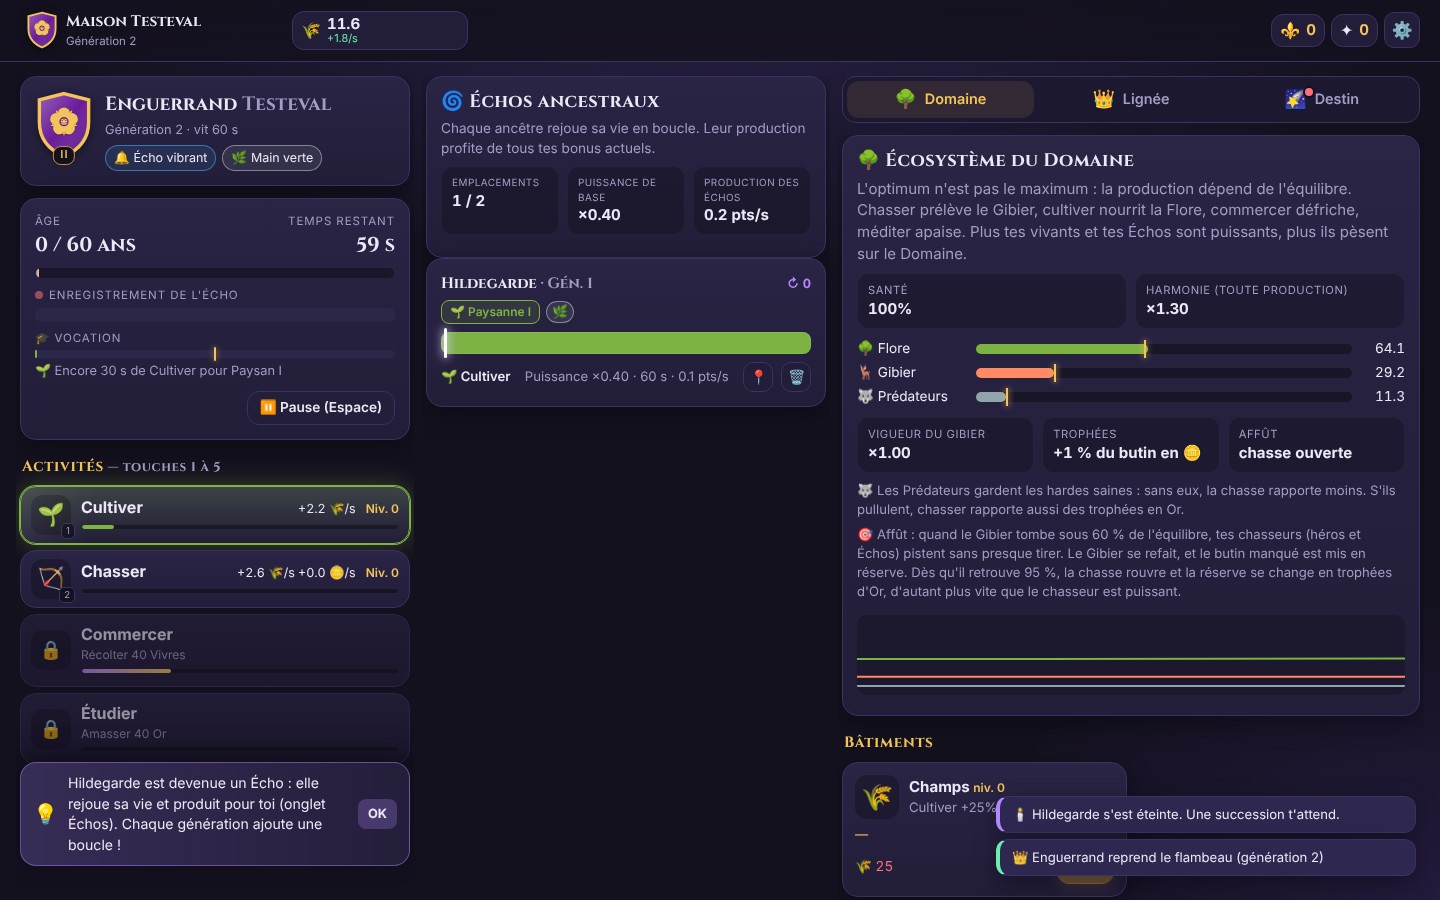 Maison Testeval
Génération 2
11.6
+1.8/s
0
0
Enguerrand Testeval
Génération 2 · vit 60 s
II
Écho vibrant
Main verte
ÂGE
TEMPS RESTANT
0 / 60 ans
59 s
ENREGISTREMENT DE L'ÉCHO
VOCATION
Encore 30 s de Cultiver pour Paysan I
Pause (Espace)
Activités — touches 1 à 5
Cultiver
+2.2 /s Niv. 0
1
Chasser
+2.6 /s +0.0 /s Niv. 0
2
Commercer
Récolter 40 Vivres
Étudier
Amasser 40 Or
Hildegarde est devenue un Écho : elle
rejoue sa vie et produit pour toi (onglet
Échos). Chaque génération ajoute une
boucle !
OK
Échos ancestraux
Chaque ancêtre rejoue sa vie en boucle. Leur production
profite de tous tes bonus actuels.
EMPLACEMENTS
1 / 2
PUISSANCE DE
BASE
×0.40
PRODUCTION DES
ÉCHOS
0.2 pts/s
Hildegarde · Gén. I
↻ 0
Paysanne I
Cultiver
Puissance ×0.40 · 60 s · 0.1 pts/s
Domaine
Lignée
Destin
Écosystème du Domaine
L'optimum n'est pas le maximum : la production dépend de l'équilibre.
Chasser prélève le Gibier, cultiver nourrit la Flore, commercer défriche,
méditer apaise. Plus tes vivants et tes Échos sont puissants, plus ils pèsent
sur le Domaine.
SANTÉ
100%
HARMONIE (TOUTE PRODUCTION)
×1.30
Flore
64.1
Gibier
29.2
Prédateurs
11.3
VIGUEUR DU GIBIER
×1.00
TROPHÉES
+1 % du butin en
AFFÛT
chasse ouverte
Les Prédateurs gardent les hardes saines : sans eux, la chasse rapporte moins. S'ils
pullulent, chasser rapporte aussi des trophées en Or.
Affût : quand le Gibier tombe sous 60 % de l'équilibre, tes chasseurs (héros et
Échos) pistent sans presque tirer. Le Gibier se refait, et le butin manqué est mis en
réserve. Dès qu'il retrouve 95 %, la chasse rouvre et la réserve se change en trophées
d'Or, d'autant plus vite que le chasseur est puissant.
Bâtiments
Champs niv. 0
Cultiver +25%
—
25
Hildegarde s'est éteinte. Une succession t'attend.
Enguerrand reprend le flambeau (génération 2)